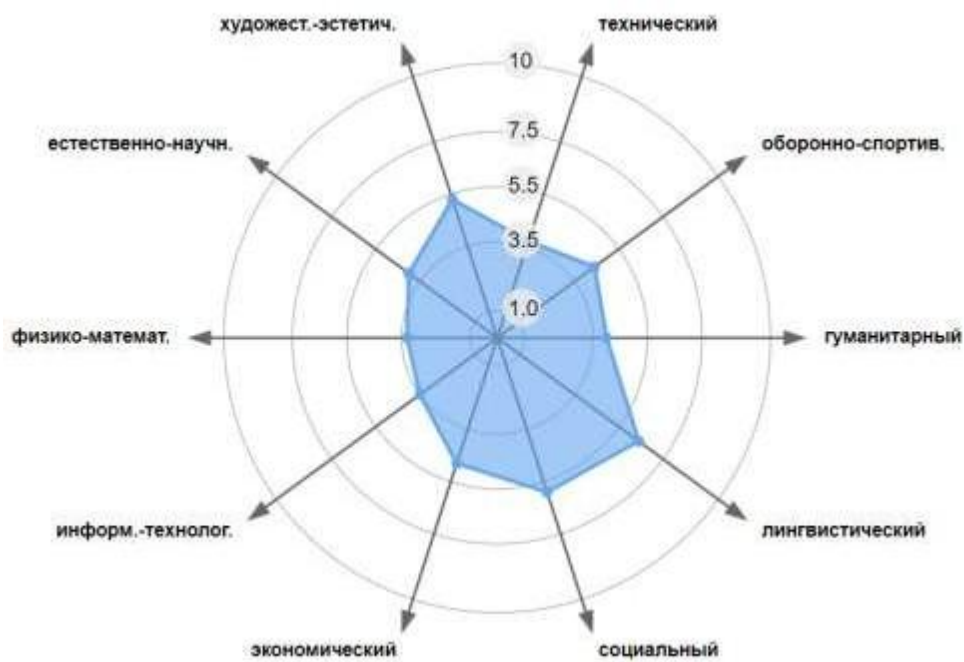 художест.-эстетич.
технический
10
7.5
естественно-научн.
оборонно-спортив.
5.5
3.5
1.0
физико-математ.
гуманитарный
информ.-технолог.
лингвистический
экономический
социальный